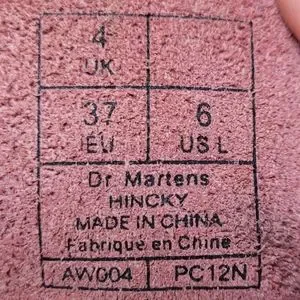 4
UK
37 6
EU US L
Dr Martens
HINCKY
MADE IN CHINA
Fabrique en Chine
AW004 PC12N